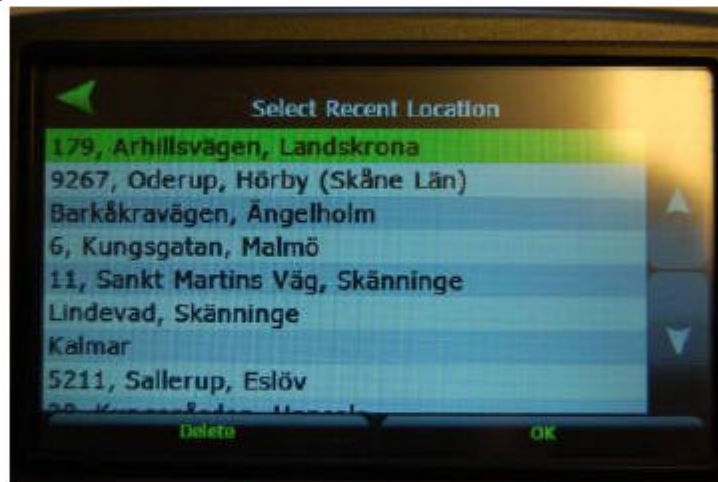 Select Recent Location
179, Arhillsvägen, Landskrona
9267, Oderup, Hörby (Skåne Län)
Barkåkravägen, Ängelholm
6, Kungsgatan, Malmö
11, Sankt Martins Väg, Skänninge
Lindevad, Skänninge
Kalmar
5211, Sallerup, Eslöv
Delete
OK